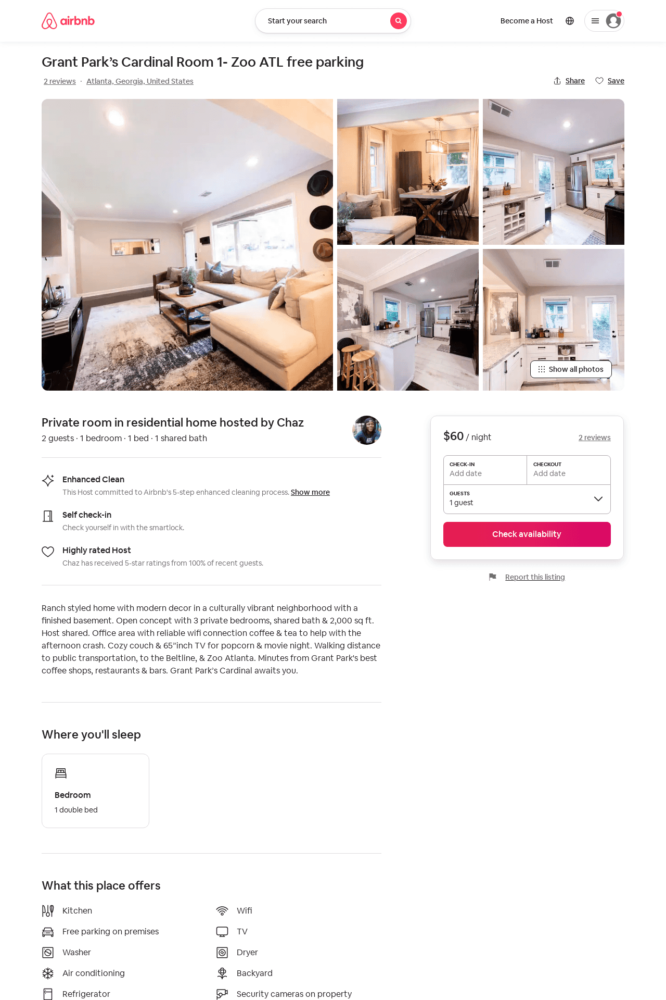 airbnb
Start your search
Become a Host
Grant Park’s Cardinal Room 1- Zoo ATL free parking
2 reviews · Atlanta, Georgia, United States
Share
Save
Show all photos
Private room in residential home hosted by Chaz
2 guests · 1 bedroom · 1 bed · 1 shared bath
$60 / night
2 reviews
CHECK-IN
Add date
CHECKOUT
Add date
GUESTS
1 guest
Check availability
Report this listing
Enhanced Clean
This Host committed to Airbnb's 5-step enhanced cleaning process. Show more
Self check-in
Check yourself in with the smartlock.
Highly rated Host
Chaz has received 5-star ratings from 100% of recent guests.
Ranch styled home with modern decor in a culturally vibrant neighborhood with a
finished basement. Open concept with 3 private bedrooms, shared bath & 2,000 sq ft.
Host shared. Office area with reliable wifi connection coffee & tea to help with the
afternoon crash. Cozy couch & 65”inch TV for popcorn & movie night. Walking distance
to public transportation, to the Beltline, & Zoo Atlanta. Minutes from Grant Park's best
coffee shops, restaurants & bars. Grant Park’s Cardinal awaits you.
Where you'll sleep
Bedroom
1 double bed
What this place offers
Kitchen
Wifi
Free parking on premises
TV
Washer
Dryer
Air conditioning
Backyard
Refrigerator
Security cameras on property